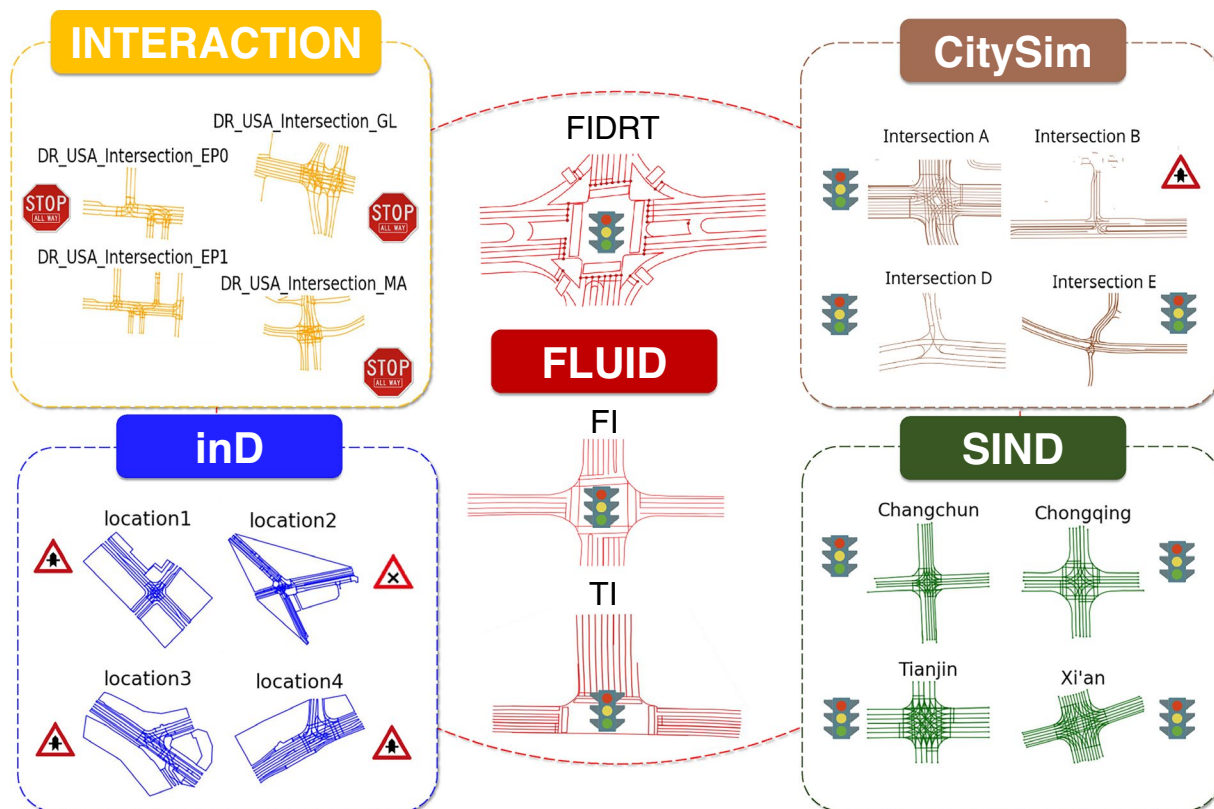 INTERACTION
DR_USA_Intersection_GL
DR_USA_Intersection_EP0
STOP
ALL WAY
STOP
ALL WAY
DR_USA_Intersection_EP1
DR_USA_Intersection_MA
STOP
ALL WAY
FIDRT
FLUID
FI
TI
CitySim
Intersection A
Intersection B
Intersection D
Intersection E
inD
location1
location2
location3
location4
SIND
Changchun
Chongqing
Tianjin
Xi'an